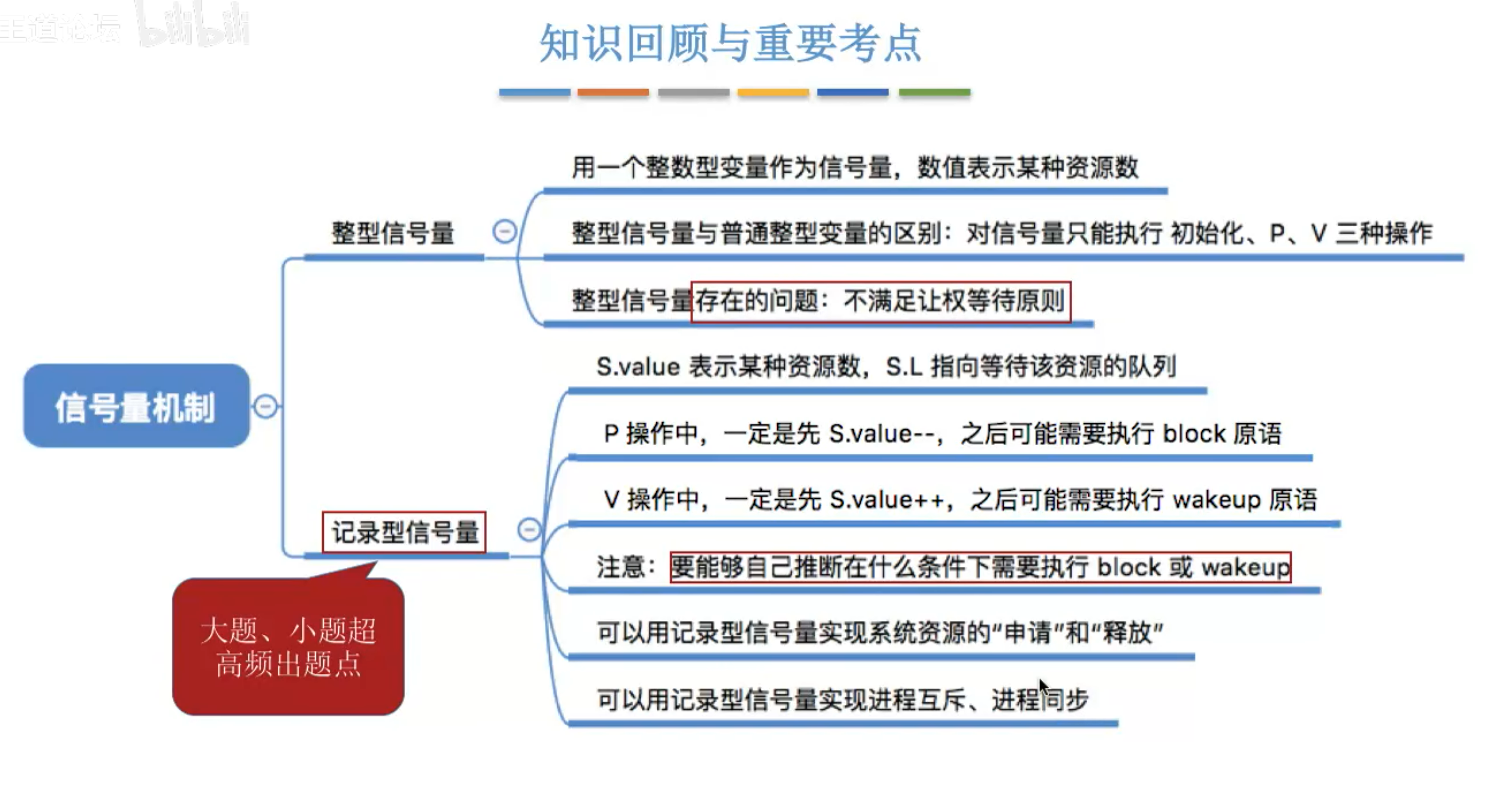 王道论坛 bilibili
知识回顾与重要考点
用一个整数型变量作为信号量，数值表示某种资源数
整型信号量
整型信号量与普通整型变量的区别：对信号量只能执行 初始化、P、V 三种操作
整型信号量存在的问题：不满足让权等待原则
S.value 表示某种资源数，S.L 指向等待该资源的队列
信号量机制
P 操作中，一定是先 S.value--，之后可能需要执行 block 原语
V 操作中，一定是先 S.value++，之后可能需要执行 wakeup 原语
记录型信号量
注意：要能够自己推断在什么条件下需要执行 block 或 wakeup
大题、小题超
高频出题点
可以用记录型信号量实现系统资源的“申请”和“释放”
可以用记录型信号量实现进程互斥、进程同步